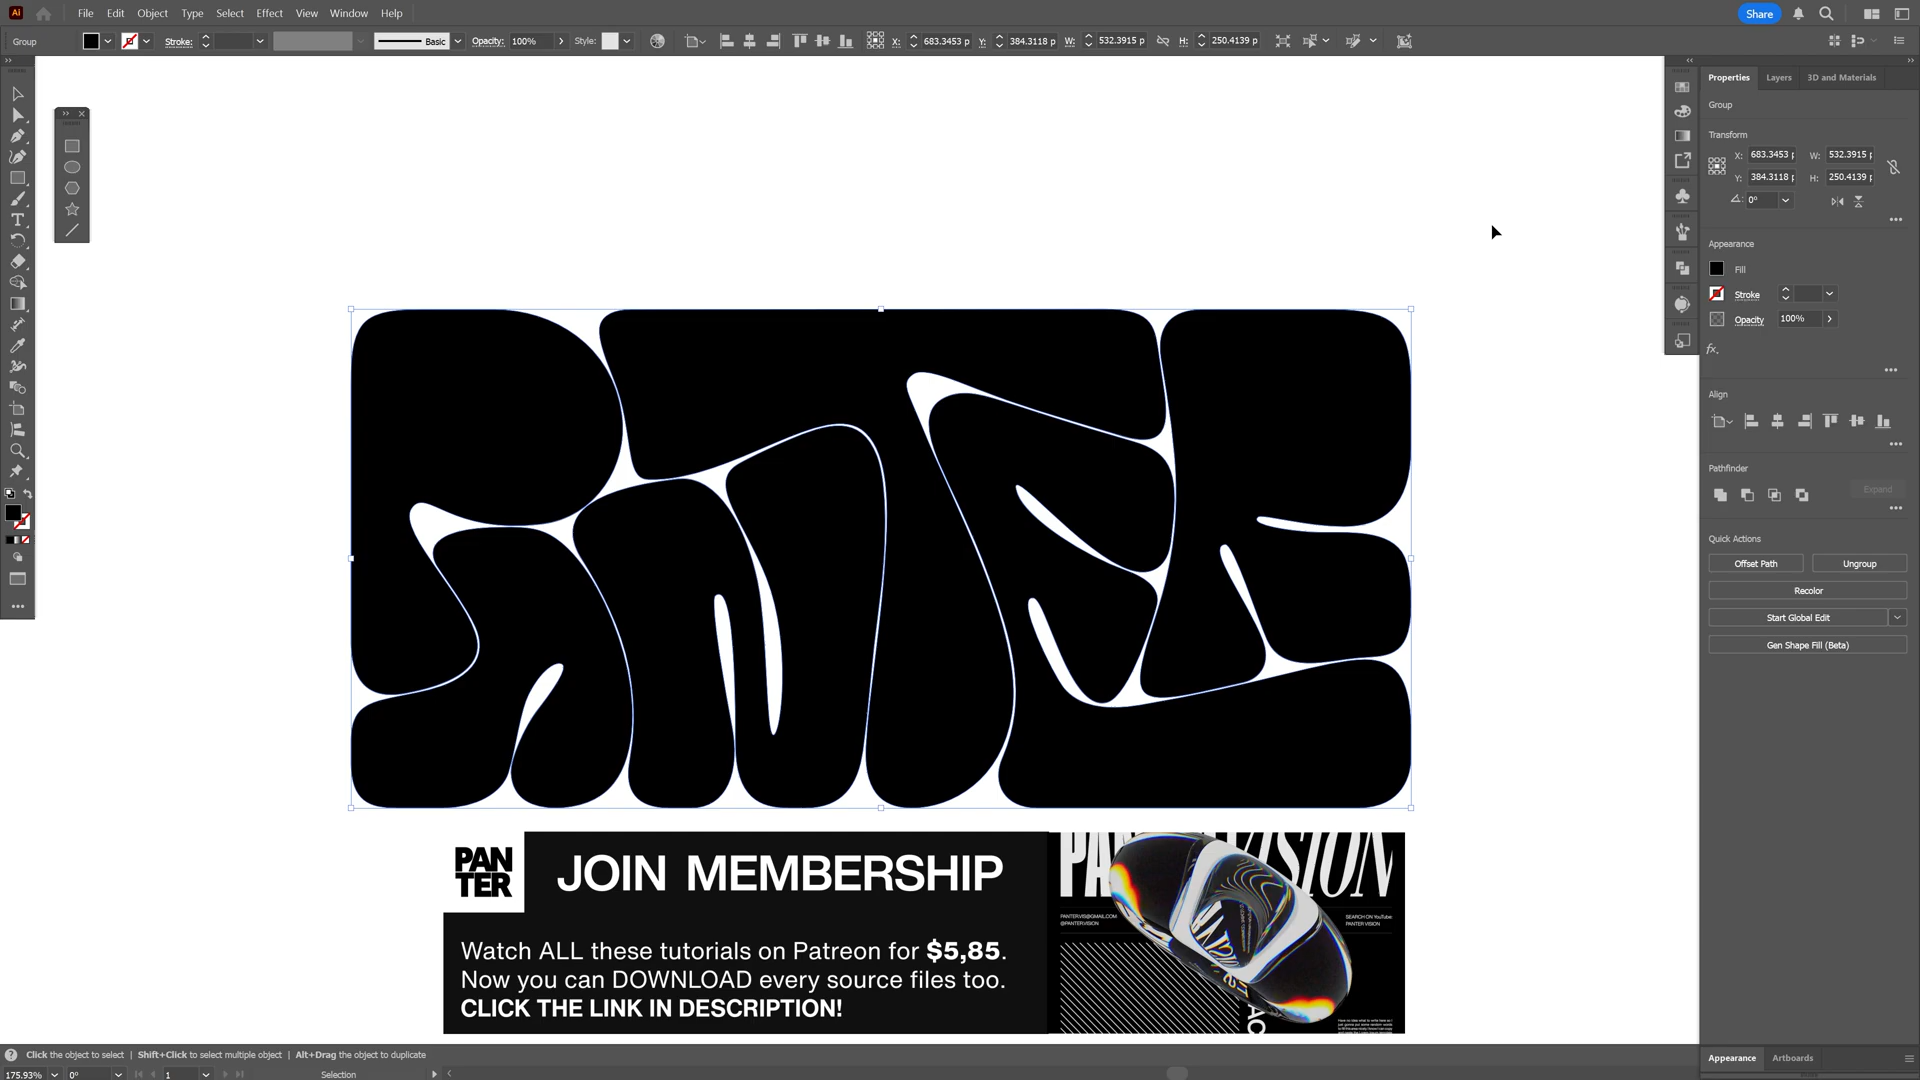 Ai File Edit Object Type Select Effect View Window Help Share
Group Stroke: Basic Opacity: 100% Style: X: 683.3453 p Y: 384.3118 p W: 532.3915 p H: 250.4139 p
Properties Layers 3D and Materials
Group
Transform
X: 683.3453 p W: 532.3915 p
Y: 384.3118 p H: 250.4139 p
0°
Appearance
Fill
Stroke
Opacity 100%
fx.
Align
Pathfinder
Expand
Quick Actions
Offset Path Ungroup
Recolor
Start Global Edit
Gen Shape Fill (Beta)
PAN
TER
JOIN MEMBERSHIP
Watch ALL these tutorials on Patreon for $5,85.
Now you can DOWNLOAD every source files too.
CLICK THE LINK IN DESCRIPTION!
PANTER.VIS@GMAIL.COM
@PANTER.VISION
SEARCH ON YouTube:
PANTER VISION
Click the object to select | Shift+Click to select multiple object | Alt+Drag the object to duplicate
Appearance Artboards
175.93% 0° 1 Selection